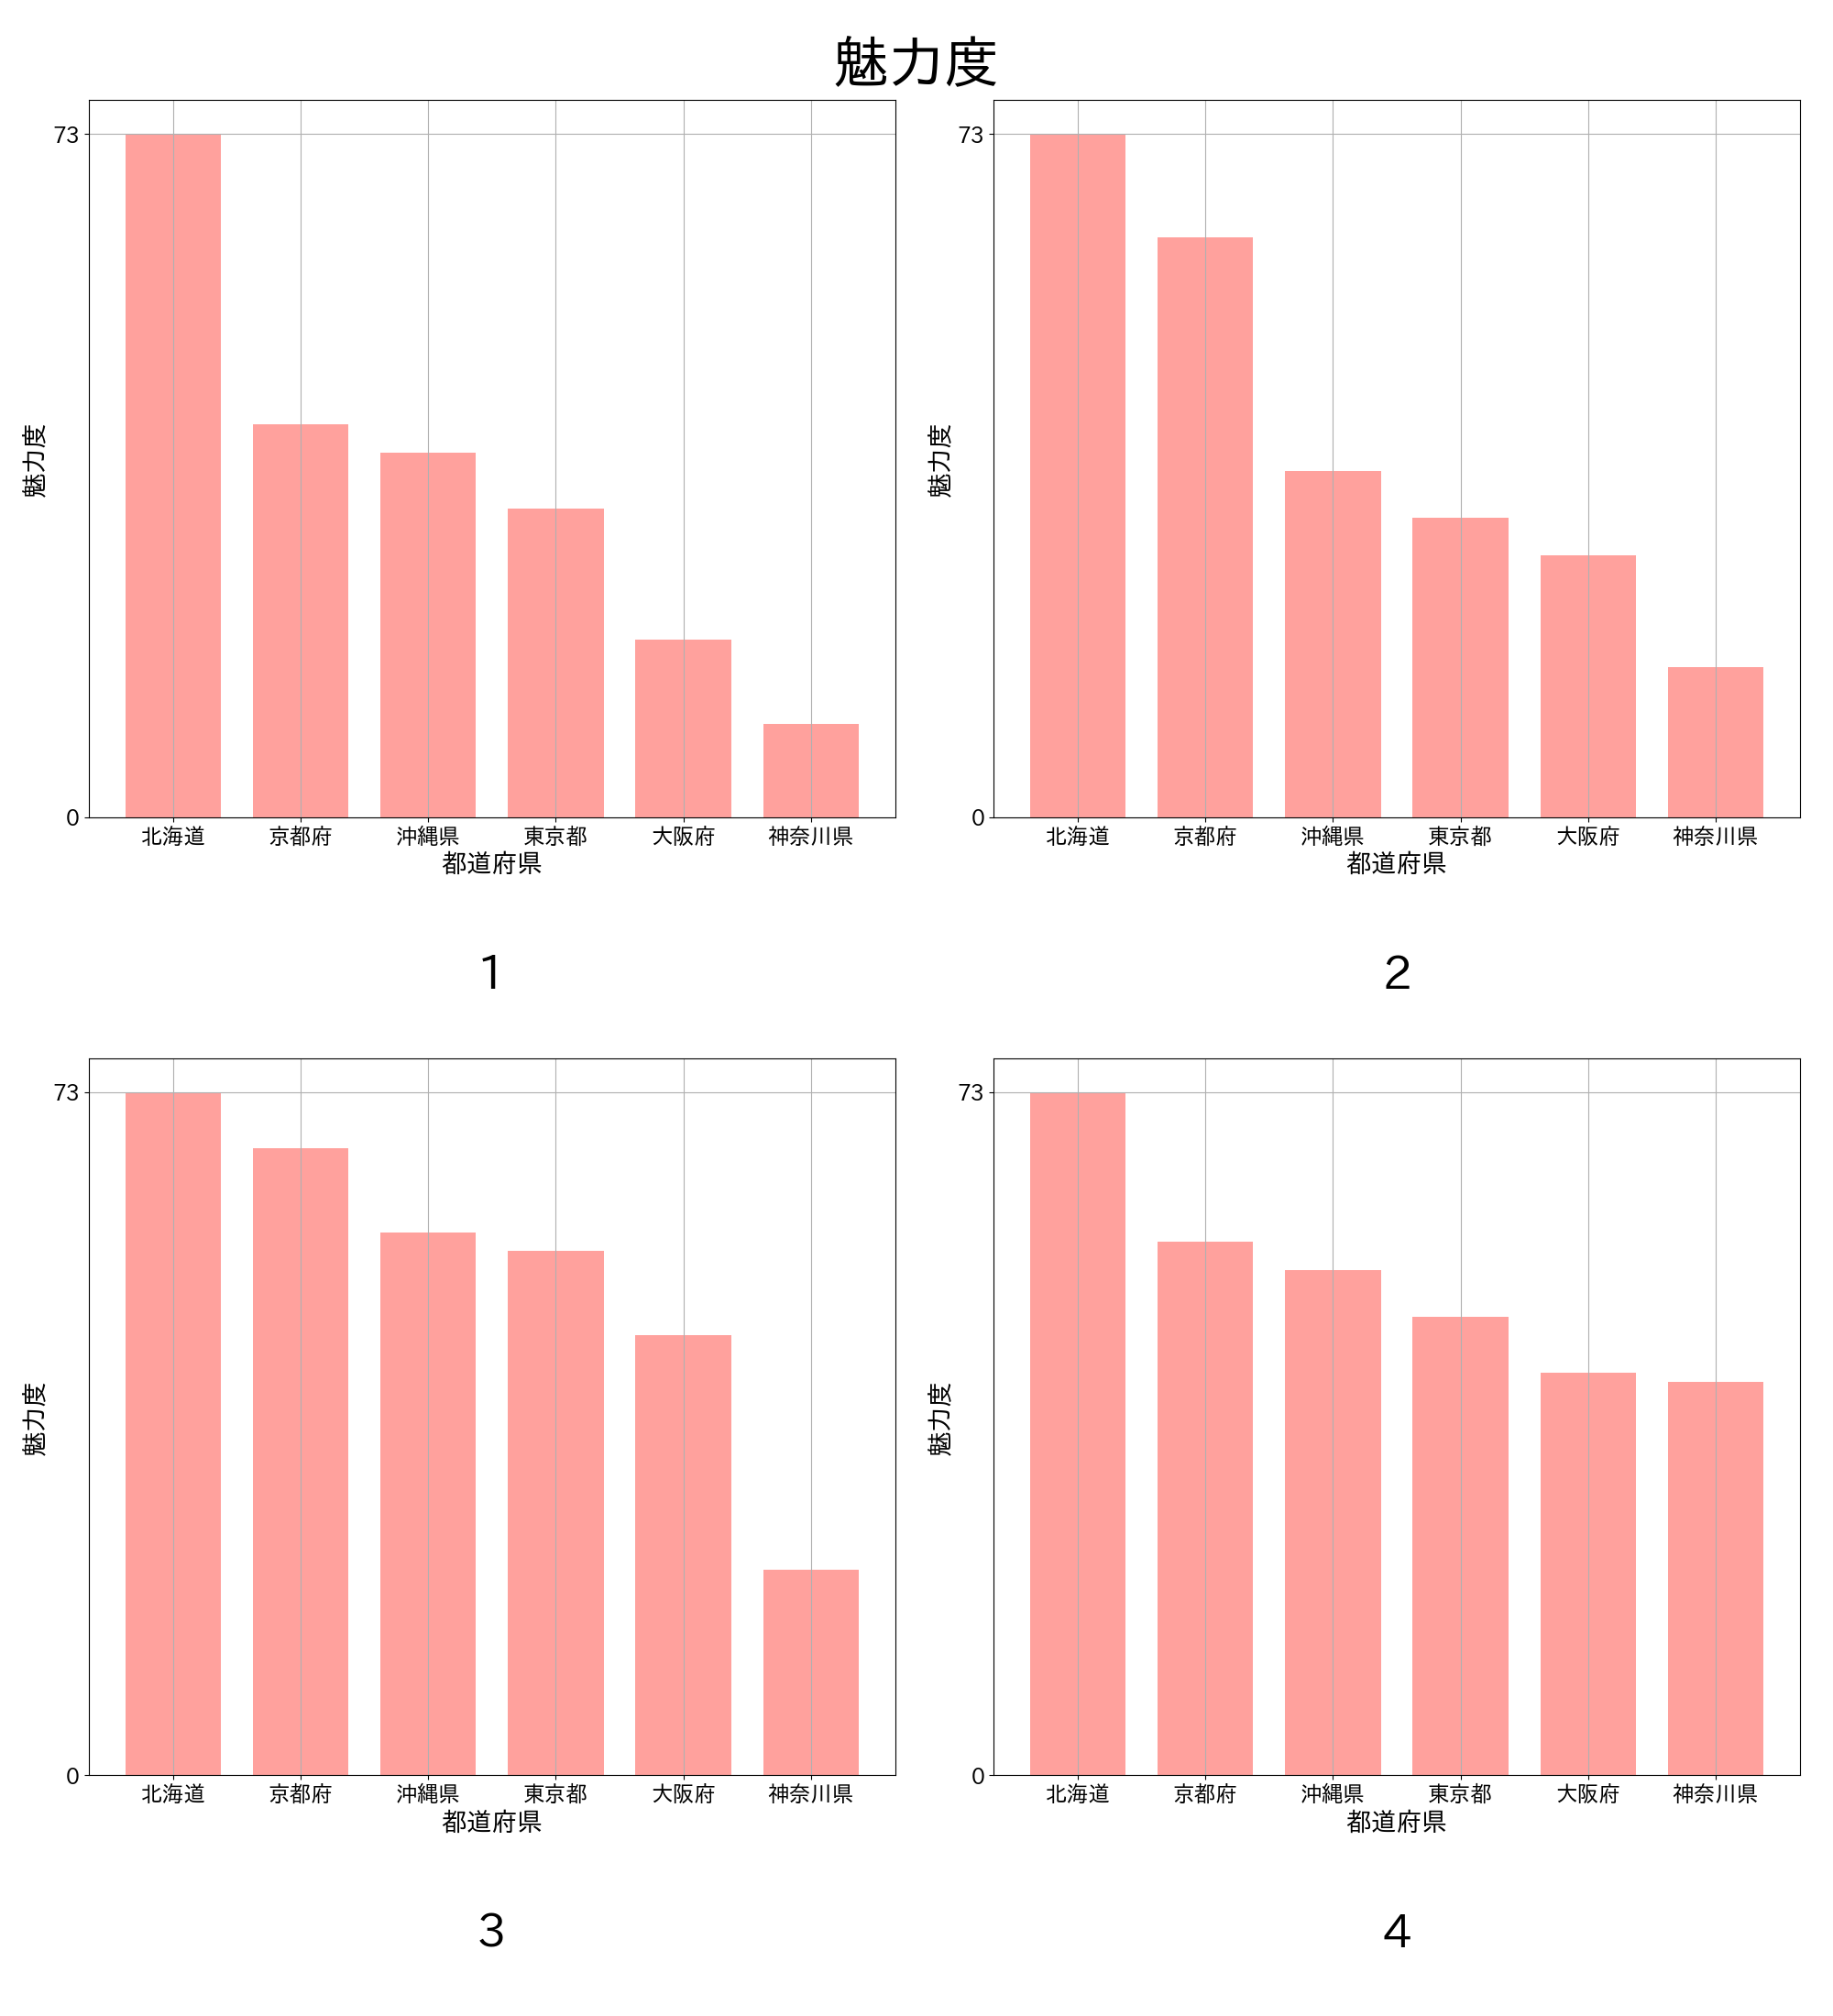 魅力度
73
魅力度
0
北海道 京都府 沖縄県 東京都 大阪府 神奈川県
都道府県
1
73
魅力度
0
北海道 京都府 沖縄県 東京都 大阪府 神奈川県
都道府県
2
73
魅力度
0
北海道 京都府 沖縄県 東京都 大阪府 神奈川県
都道府県
3
73
魅力度
0
北海道 京都府 沖縄県 東京都 大阪府 神奈川県
都道府県
4